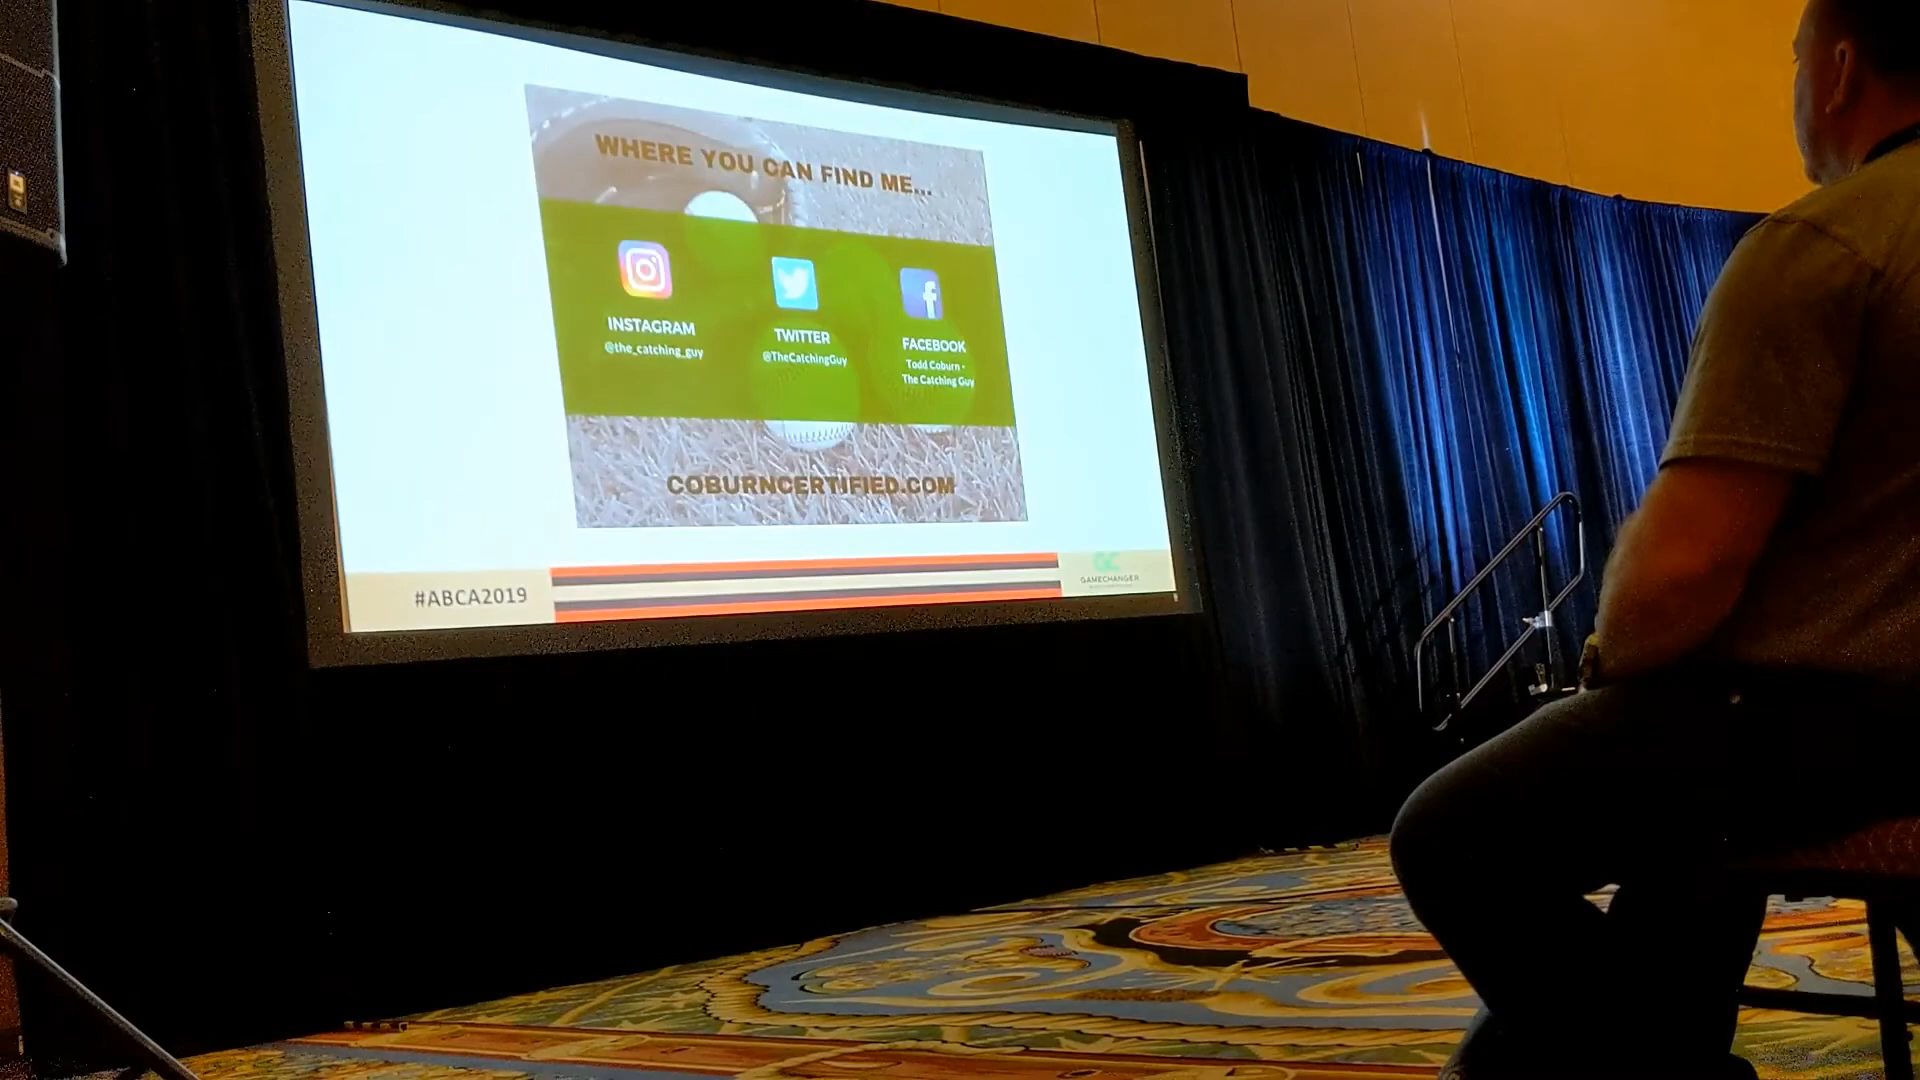 WHERE YOU CAN FIND ME...
INSTAGRAM
@the_catching_guy
TWITTER
@TheCatchingGuy
FACEBOOK
Todd Coburn -
The Catching Guy
COBURNCERTIFIED.COM
#ABCA2019
GAMECHANGER